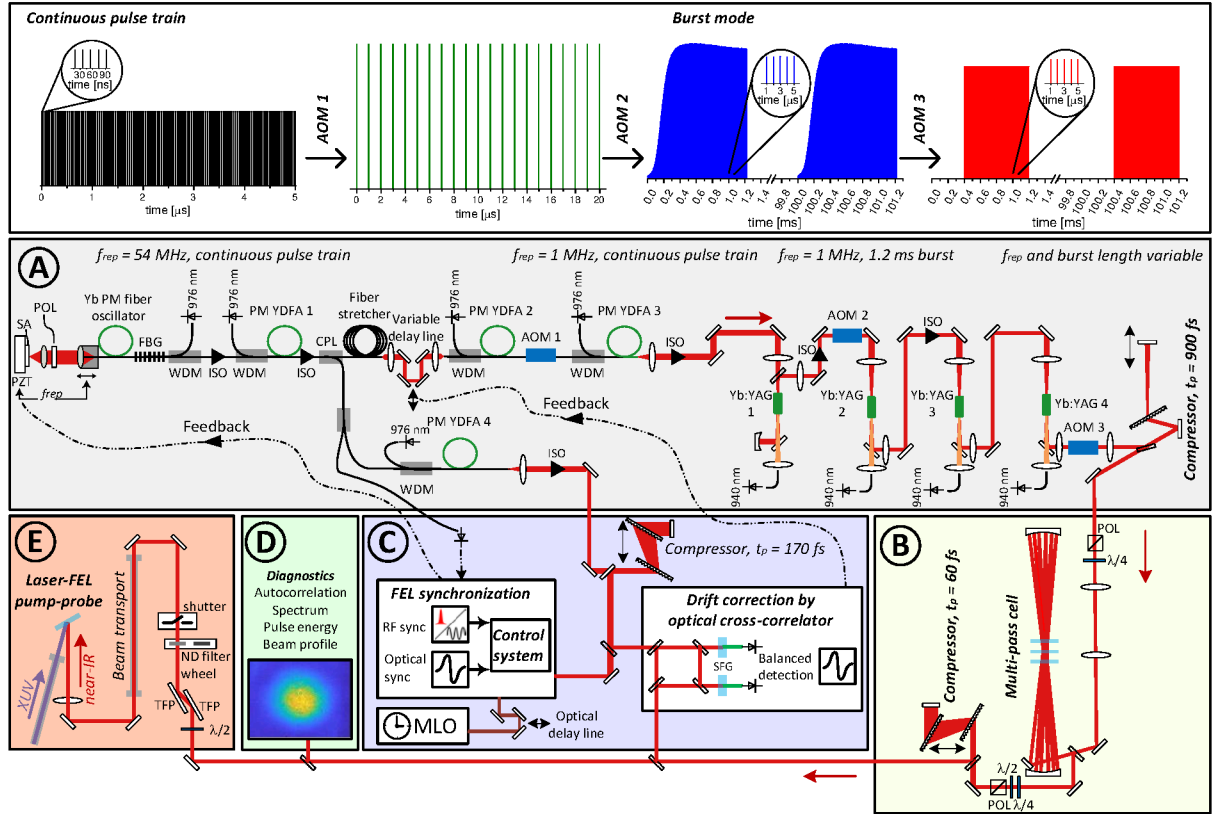 Continuous pulse train
Burst mode
30 60 90
time [ns]
AOM 1
AOM 2
AOM 3
1 3 5
time [µs]
1 3 5
time [µs]
0 1 2 3 4 5
time [µs]
0 2 4 6 8 10 12 14 16 18 20
time [µs]
0.0 0.2 0.4 0.6 0.8 1.0 1.2 1.4 99.8 100.0 100.2 100.4 100.6 100.8 101.0 101.2
time [ms]
0.0 0.2 0.4 0.6 0.8 1.0 1.2 1.4 1.6 99.8 100.0 100.2 100.4 100.6 100.8 101.0 101.2
time [ms]
A
frep = 54 MHz, continuous pulse train
frep = 1 MHz, continuous pulse train
frep = 1 MHz, 1.2 ms burst
frep and burst length variable
SA
POL
Yb PM fiber
oscillator
FBG
976 nm
WDM
ISO
976 nm
PM YDFA 1
WDM
ISO
CPL
Fiber
stretcher
Variable
delay line
976 nm
PM YDFA 2
WDM
AOM 1
976 nm
PM YDFA 3
WDM
ISO
ISO
AOM 2
ISO
PZT
frep
Yb:YAG
1
Yb:YAG
2
Yb:YAG
3
Yb:YAG 4
AOM 3
940 nm
940 nm
940 nm
940 nm
Compressor, tp = 900 fs
Feedback
Feedback
976 nm
PM YDFA 4
WDM
ISO
E
Laser-FEL
pump-probe
Beam transport
shutter
ND filter
wheel
XUV
near-IR
TFP
TFP
λ/2
D
Diagnostics
Autocorrelation
Spectrum
Pulse energy
Beam profile
C
Compressor, tp = 170 fs
FEL synchronization
RF sync
Optical
sync
Control
system
MLO
Optical
delay line
Drift correction by
optical cross-correlator
SFG
Balanced
detection
B
POL
λ/4
Compressor, tp = 60 fs
Multi-pass cell
λ/2
POL
λ/4